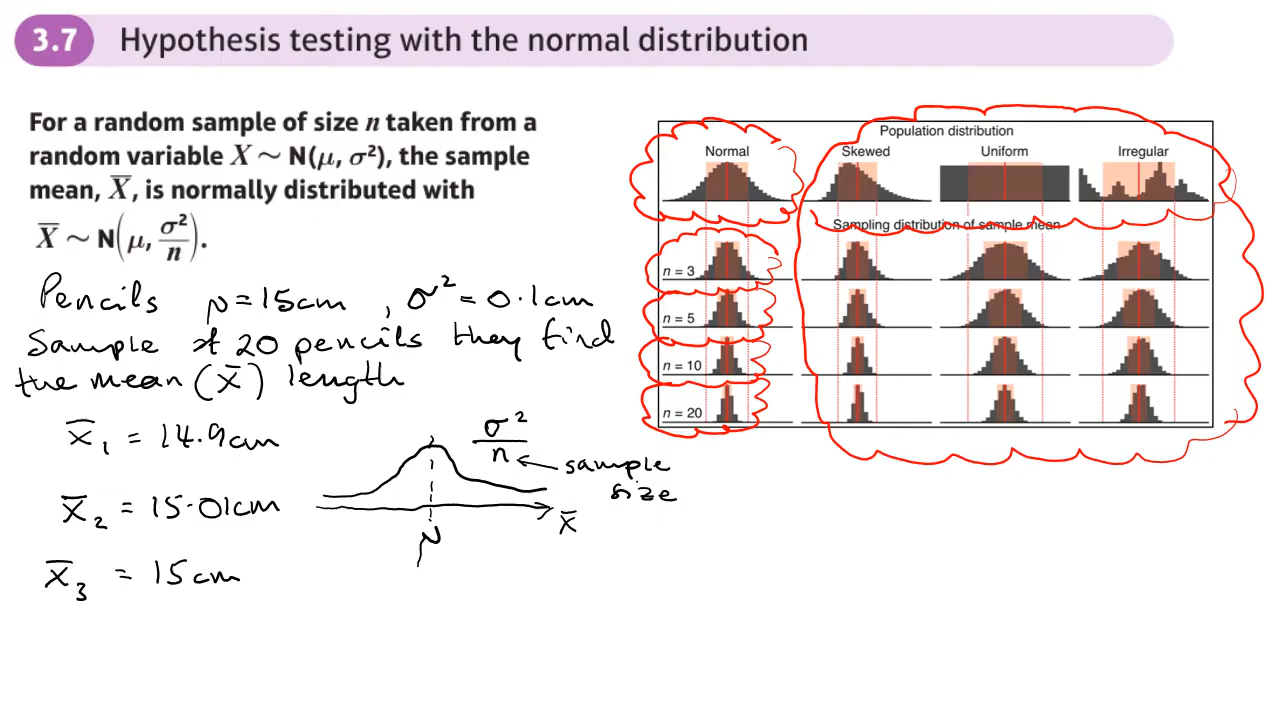 3.7 Hypothesis testing with the normal distribution
For a random sample of size n taken from a
random variable X ~ N(μ, σ²), the sample
mean, X̅, is normally distributed with
X̅ ~ N(μ, σ²/n).
Pencils μ = 15cm , σ² = 0.1cm
Sample of 20 pencils they find
the mean (X̅) length
X̅₁ = 14.9cm
X̅₂ = 15.01cm
X̅₃ = 15cm
σ²/n
sample
size
X̅
μ
Population distribution
Normal Skewed Uniform Irregular
Sampling distribution of sample mean
n = 3
n = 5
n = 10
n = 20